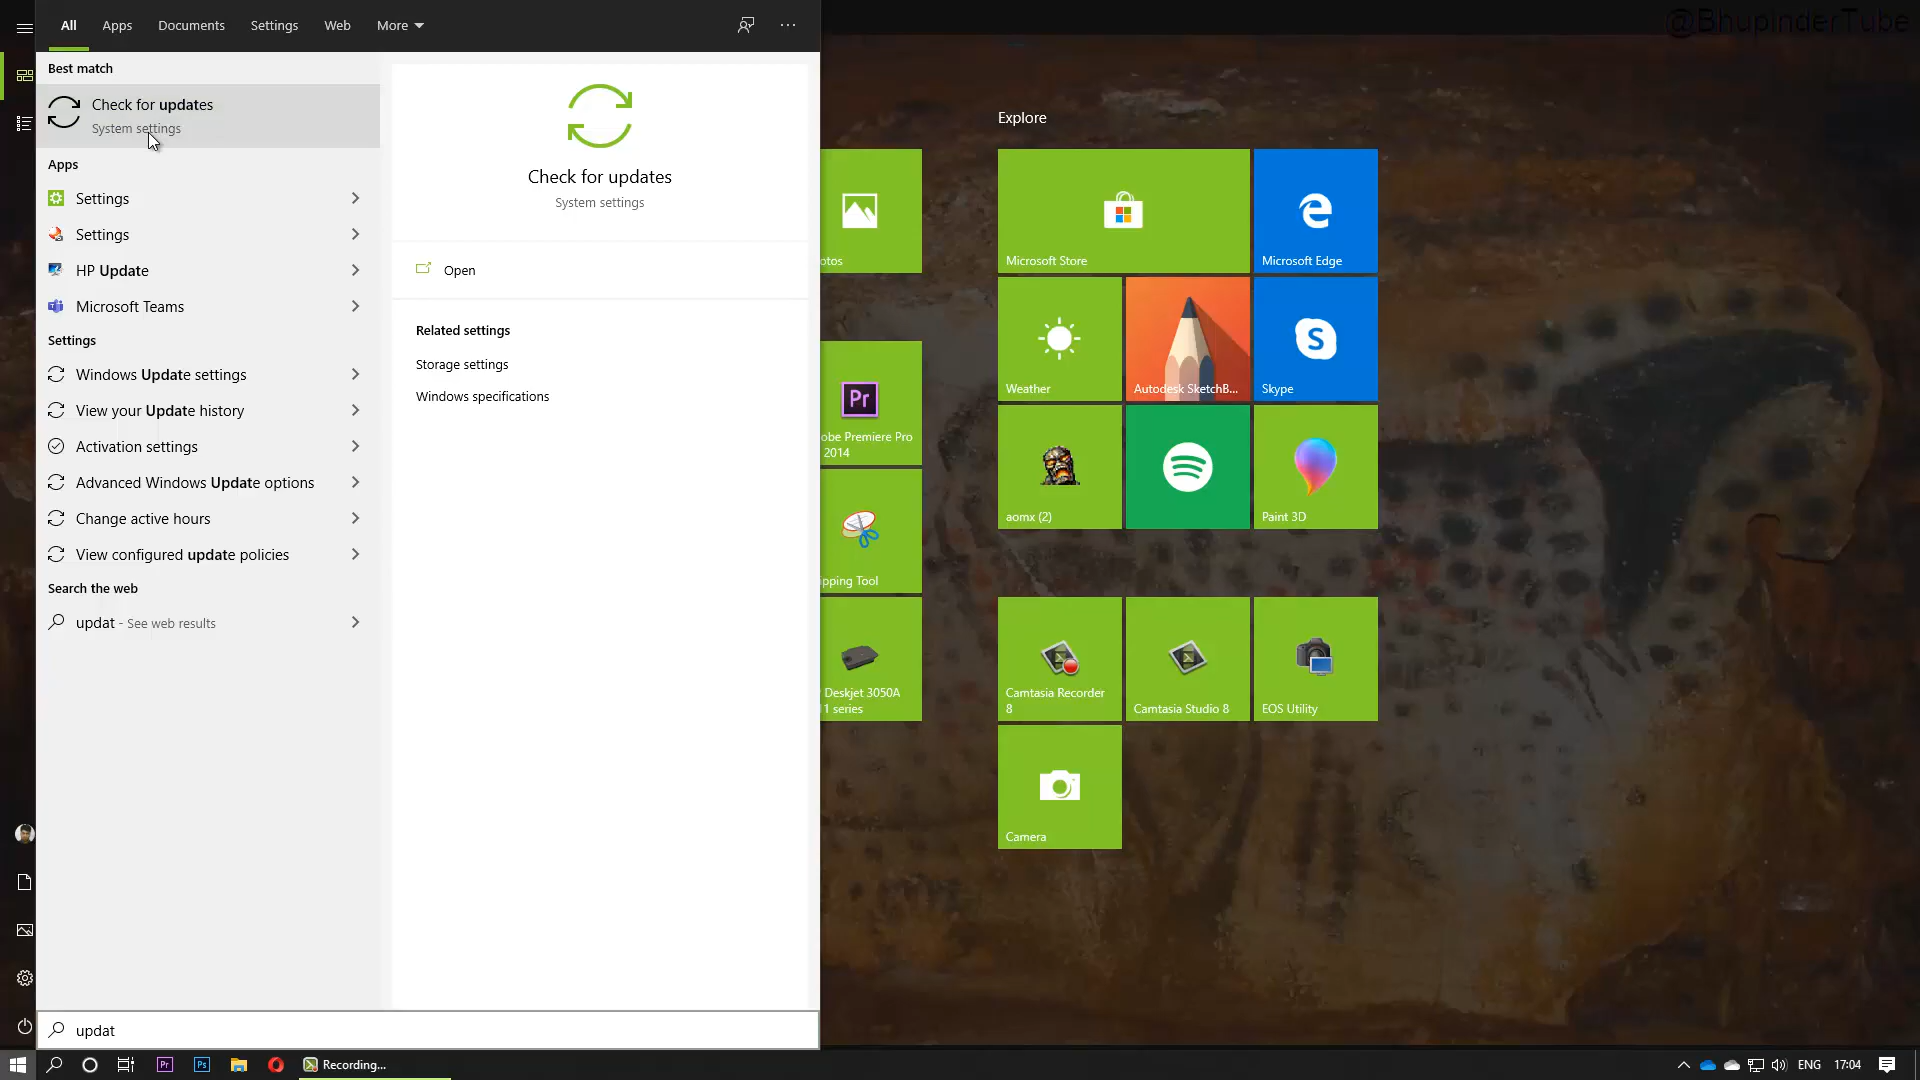 All
Apps
Documents
Settings
Web
More
@BhupinderTube
Best match
Check for updates
System settings
Apps
Settings
Settings
HP Update
Microsoft Teams
Settings
Windows Update settings
View your Update history
Activation settings
Advanced Windows Update options
Change active hours
View configured update policies
Search the web
updat - See web results
Check for updates
System settings
Open
Related settings
Storage settings
Windows specifications
otos
obe Premiere Pro
2014
ipping Tool
Deskjet 3050A
11 series
Explore
Microsoft Store
Microsoft Edge
Weather
Autodesk SketchB...
Skype
aomx (2)
Paint 3D
Camtasia Recorder
8
Camtasia Studio 8
EOS Utility
Camera
updat
Pr
Ps
Recording...
ENG
17:04